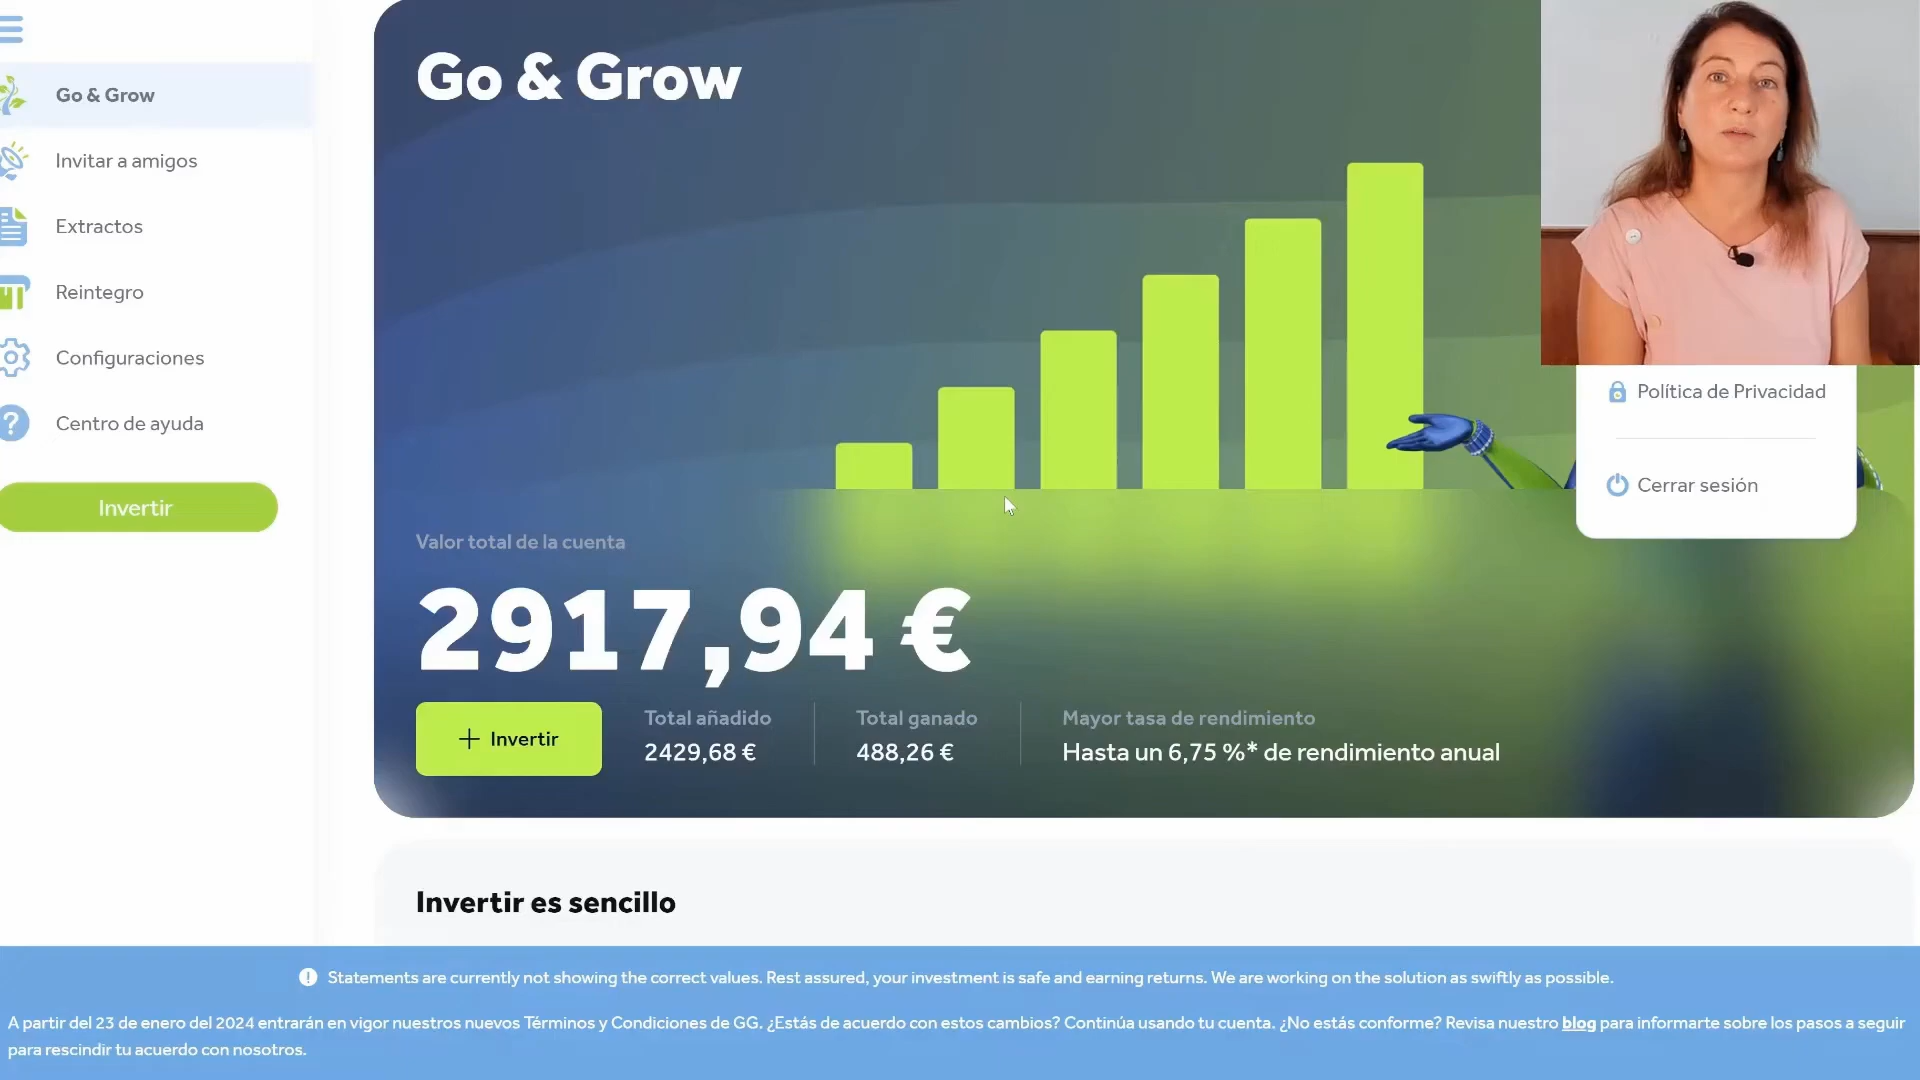 Go & Grow
Invitar a amigos
Extractos
Reintegro
Configuraciones
Centro de ayuda
Invertir
Go & Grow
Política de Privacidad
Cerrar sesión
Valor total de la cuenta
2917,94 €
+ Invertir
Total añadido
2429,68 €
Total ganado
488,26 €
Mayor tasa de rendimiento
Hasta un 6,75 %* de rendimiento anual
Invertir es sencillo
Statements are currently not showing the correct values. Rest assured, your investment is safe and earning returns. We are working on the solution as swiftly as possible.
A partir del 23 de enero del 2024 entrarán en vigor nuestros nuevos Términos y Condiciones de GG. ¿Estás de acuerdo con estos cambios? Continúa usando tu cuenta. ¿No estás conforme? Revisa nuestro blog para informarte sobre los pasos a seguir
para rescindir tu acuerdo con nosotros.